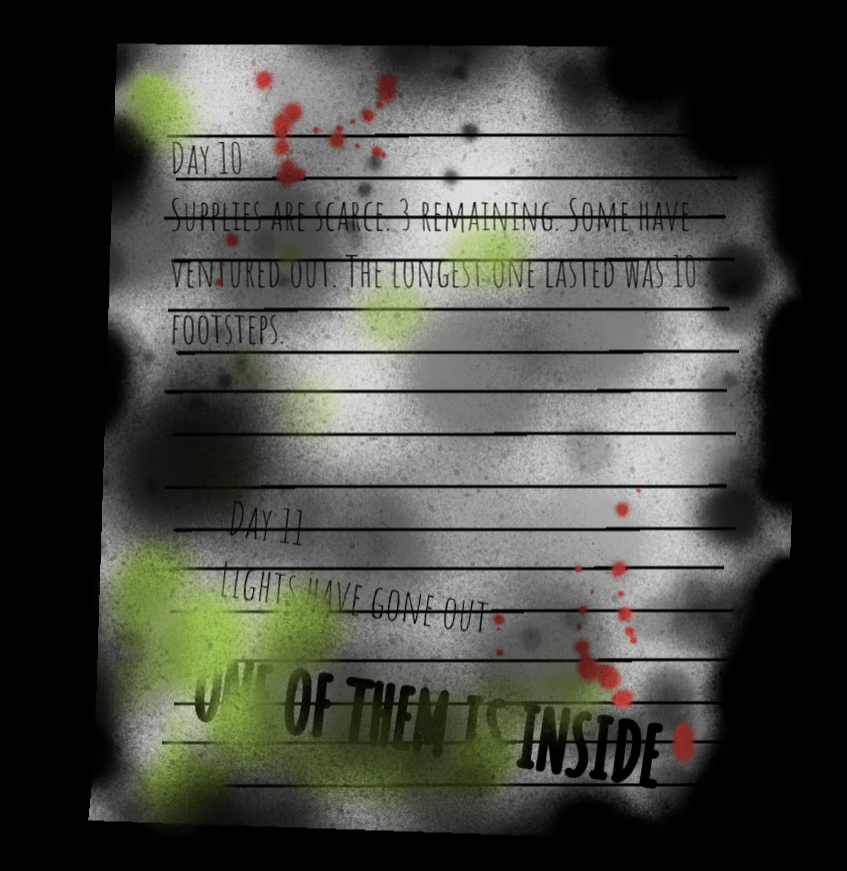 Day 10
Supplies are scarce. 3 remaining. Some have
ventured out. The longest one lasted was 10
footsteps.
Day 11
Lights have gone out
ONE OF THEM IS INSIDE